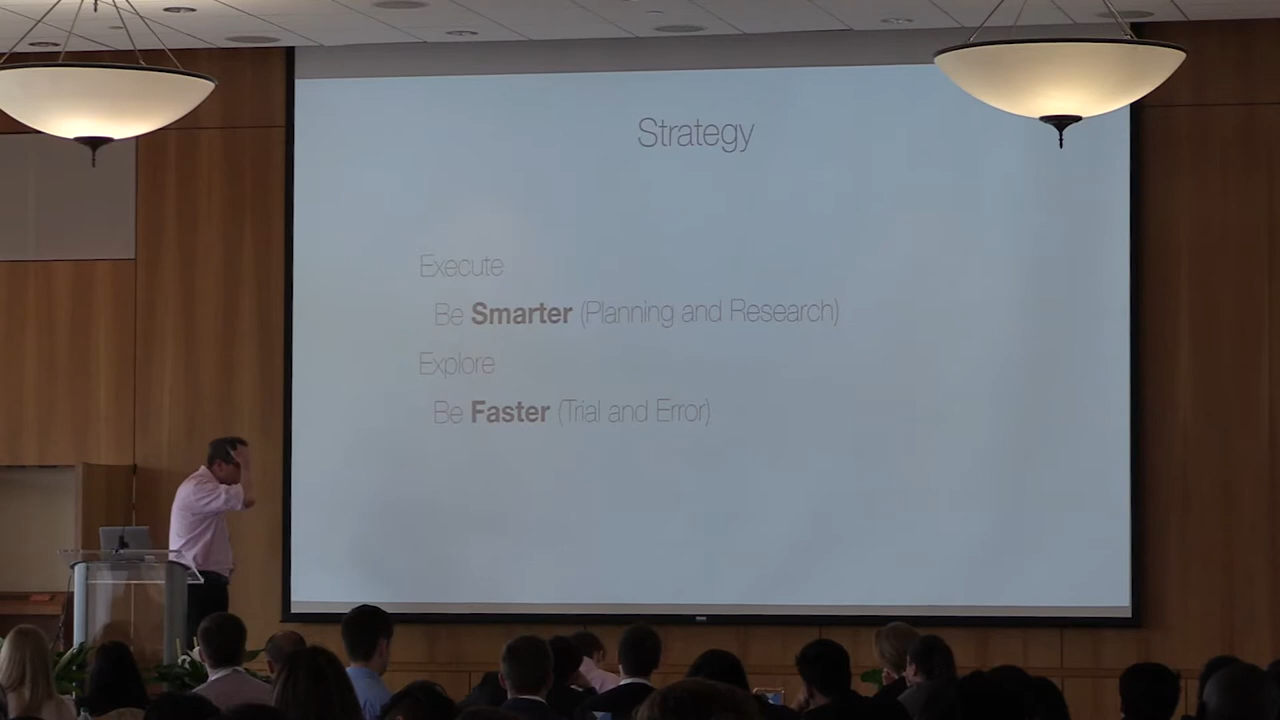 Strategy
Execute
Be Smarter (Planning and Research)
Explore
Be Faster (Trial and Error)